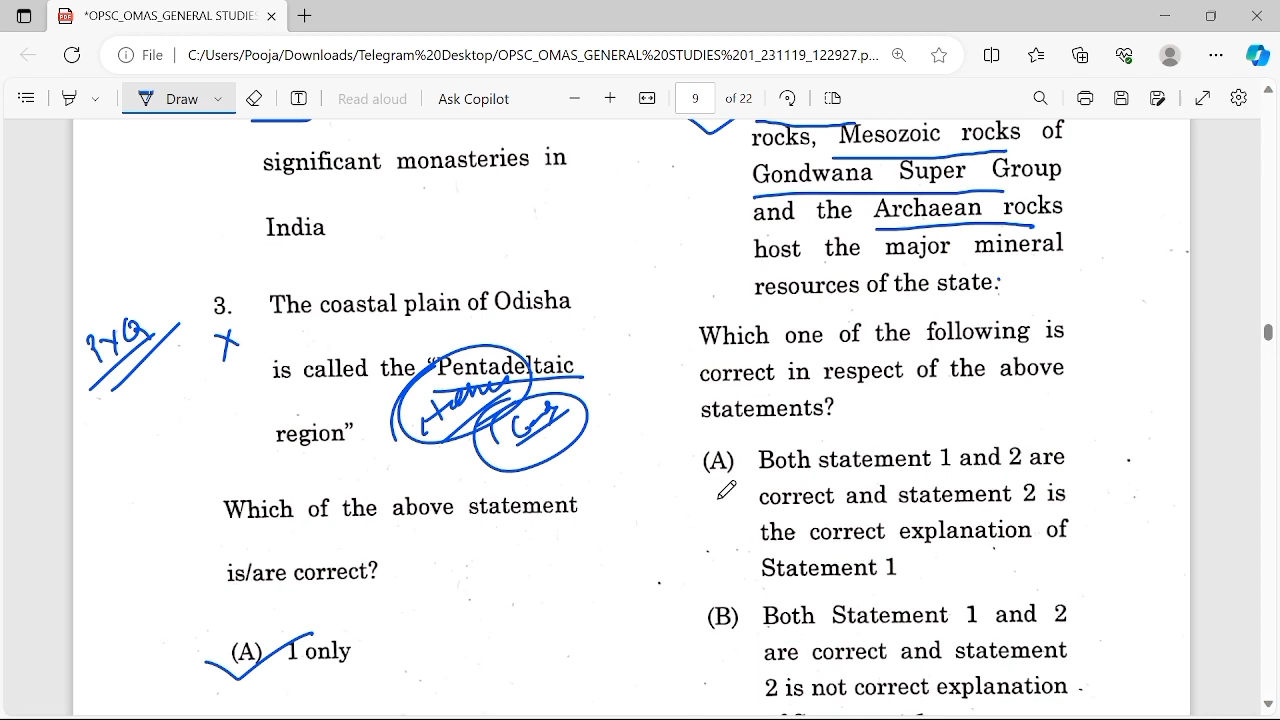 *OPSC_OMAS_GENERAL STUDIES
File
C:/Users/Pooja/Downloads/Telegram%20Desktop/OPSC_OMAS_GENERAL%20STUDIES%201_231119_122927.p...
Draw
Read aloud
Ask Copilot
9 of 22
significant monasteries in
India
3. The coastal plain of Odisha
is called the “Pentadeltaic
region”
PYQ
X
Which of the above statement
is/are correct?
(A) 1 only
rocks, Mesozoic rocks of
Gondwana Super Group
and the Archaean rocks
host the major mineral
resources of the state:
Which one of the following is
correct in respect of the above
statements?
(A) Both statement 1 and 2 are
correct and statement 2 is
the correct explanation of
Statement 1
(B) Both Statement 1 and 2
are correct and statement
2 is not correct explanation